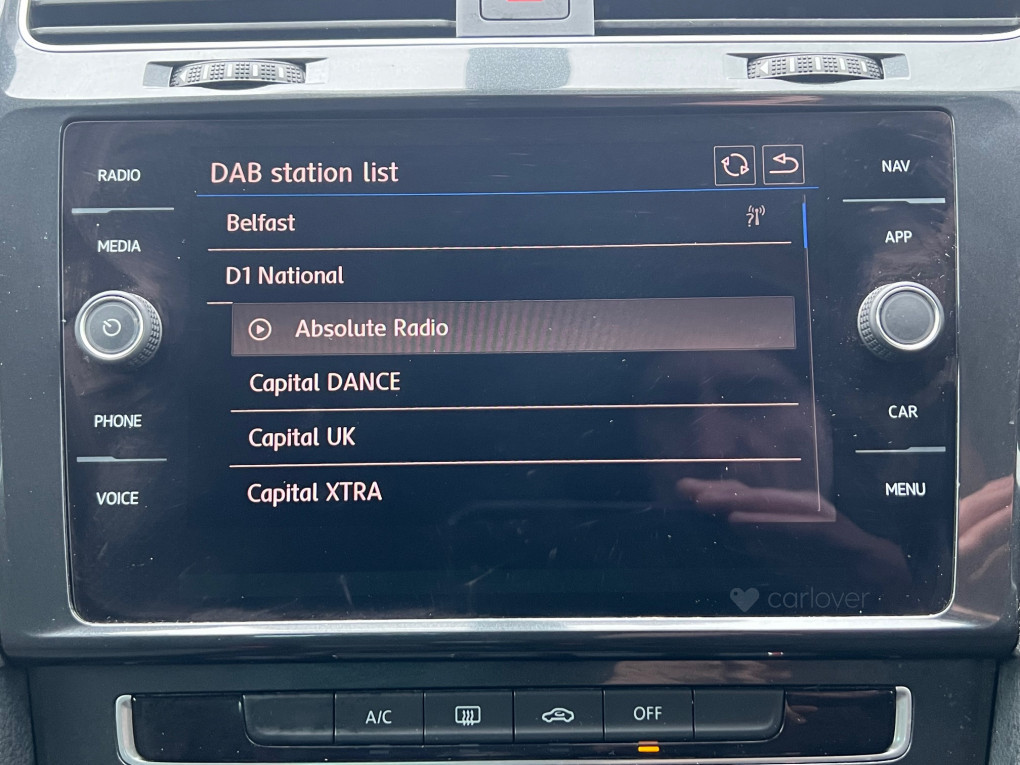 RADIO
MEDIA
PHONE
VOICE
DAB station list
Belfast
D1 National
Absolute Radio
Capital DANCE
Capital UK
Capital XTRA
NAV
APP
CAR
MENU
carlover
A/C
OFF